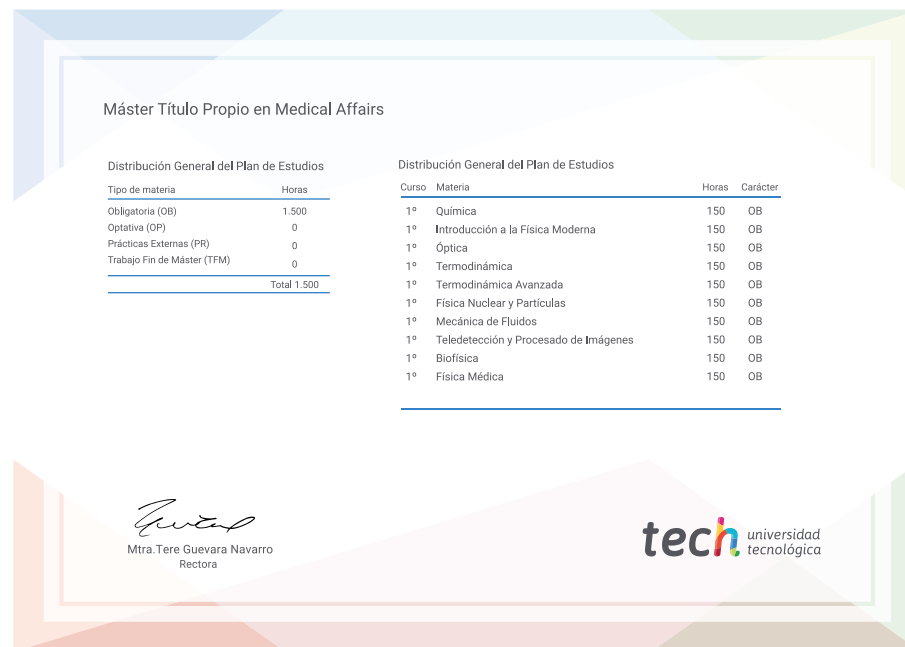 Máster Título Propio en Medical Affairs
Distribución General del Plan de Estudios
Tipo de materia Horas
Obligatoria (OB) 1.500
Optativa (OP) 0
Prácticas Externas (PR) 0
Trabajo Fin de Máster (TFM) 0
Total 1.500
Distribución General del Plan de Estudios
Curso Materia Horas Carácter
1º Química 150 OB
1º Introducción a la Física Moderna 150 OB
1º Óptica 150 OB
1º Termodinámica 150 OB
1º Termodinámica Avanzada 150 OB
1º Física Nuclear y Partículas 150 OB
1º Mecánica de Fluidos 150 OB
1º Teledetección y Procesado de Imágenes 150 OB
1º Biofísica 150 OB
1º Física Médica 150 OB
Mtra.Tere Guevara Navarro
Rectora
tech universidad
tecnológica